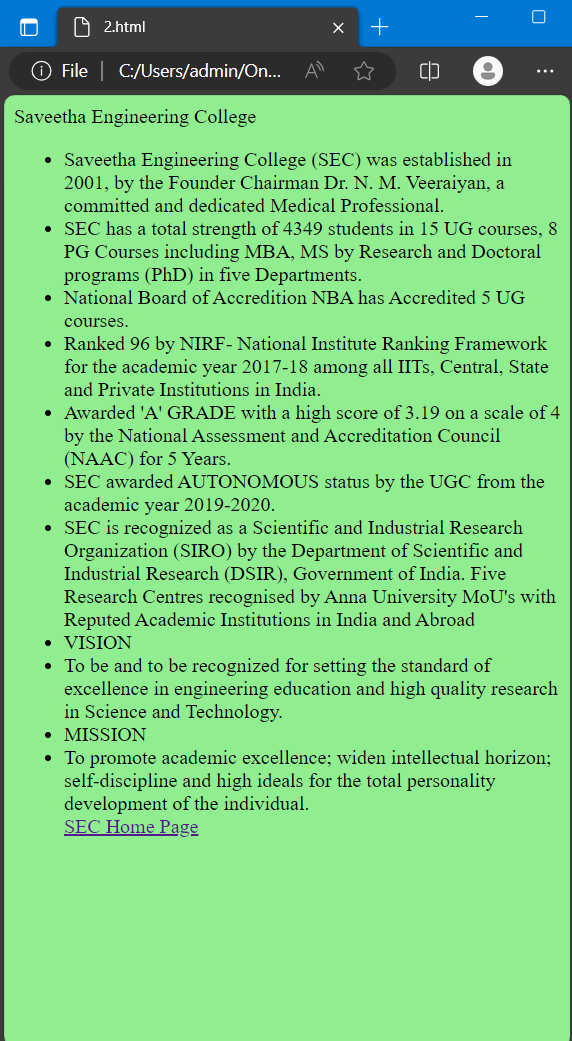 2.html
File
C:/Users/admin/On...
Saveetha Engineering College
Saveetha Engineering College (SEC) was established in
2001, by the Founder Chairman Dr. N. M. Veeraiyan, a
committed and dedicated Medical Professional.
SEC has a total strength of 4349 students in 15 UG courses, 8
PG Courses including MBA, MS by Research and Doctoral
programs (PhD) in five Departments.
National Board of Accredition NBA has Accredited 5 UG
courses.
Ranked 96 by NIRF- National Institute Ranking Framework
for the academic year 2017-18 among all IITs, Central, State
and Private Institutions in India.
Awarded 'A' GRADE with a high score of 3.19 on a scale of 4
by the National Assessment and Accreditation Council
(NAAC) for 5 Years.
SEC awarded AUTONOMOUS status by the UGC from the
academic year 2019-2020.
SEC is recognized as a Scientific and Industrial Research
Organization (SIRO) by the Department of Scientific and
Industrial Research (DSIR), Government of India. Five
Research Centres recognised by Anna University MoU's with
Reputed Academic Institutions in India and Abroad
VISION
To be and to be recognized for setting the standard of
excellence in engineering education and high quality research
in Science and Technology.
MISSION
To promote academic excellence; widen intellectual horizon;
self-discipline and high ideals for the total personality
development of the individual.
SEC Home Page